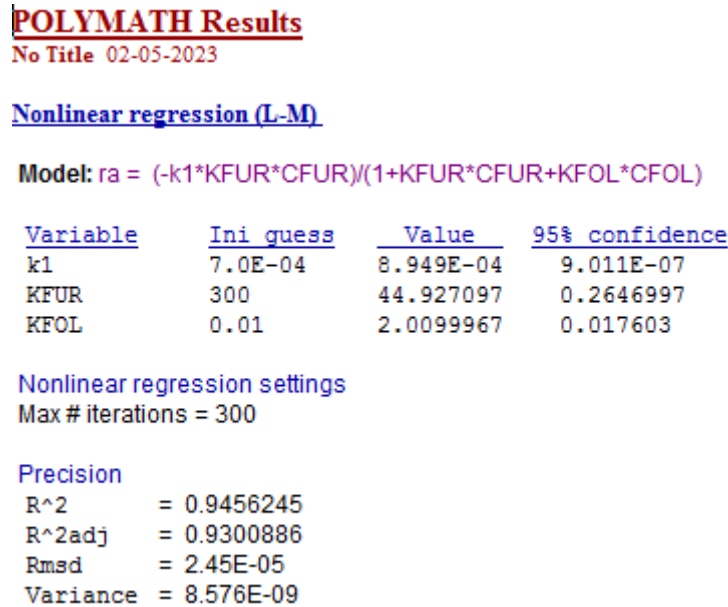 POLYMATH Results
No Title 02-05-2023
Nonlinear regression (L-M)
Model: ra = (-k1*KFUR*CFUR)/(1+KFUR*CFUR+KFOL*CFOL)
Variable Ini guess Value 95% confidence
k1 7.0E-04 8.949E-04 9.011E-07
KFUR 300 44.927097 0.2646997
KFOL 0.01 2.0099967 0.017603
Nonlinear regression settings
Max # iterations = 300
Precision
R^2 = 0.9456245
R^2adj = 0.9300886
Rmsd = 2.45E-05
Variance = 8.576E-09